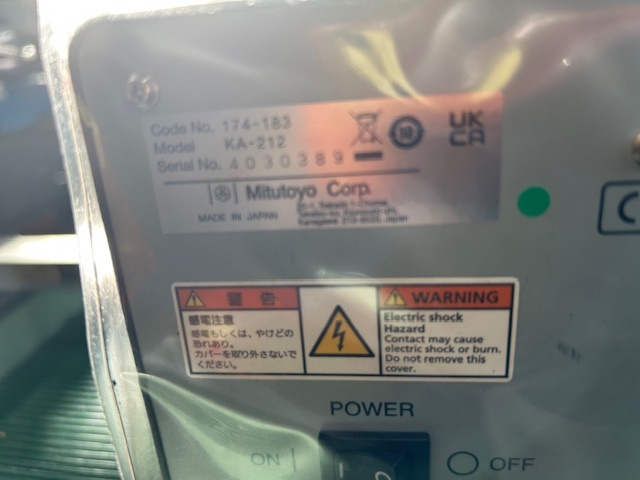 Code No. 174-183
Model KA-212
Serial No. 4030389
UK
CA
Mitutoyo Corp.
MADE IN JAPAN
警告
感電注意
感電もしくは、やけどの
恐れあり。
カバーを取り外さないで
ください。
WARNING
Electric shock
Hazard
Contact may cause
electric shock or burn.
Do not remove this
cover.
POWER
ON
OFF